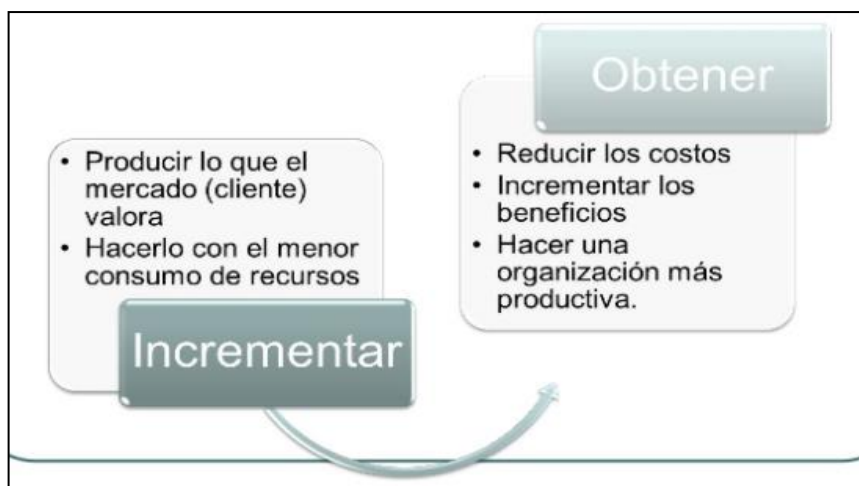 • Producir lo que el
mercado (cliente)
valora
• Hacerlo con el menor
consumo de recursos
Incrementar
Obtener
• Reducir los costos
• Incrementar los
beneficios
• Hacer una
organización más
productiva.